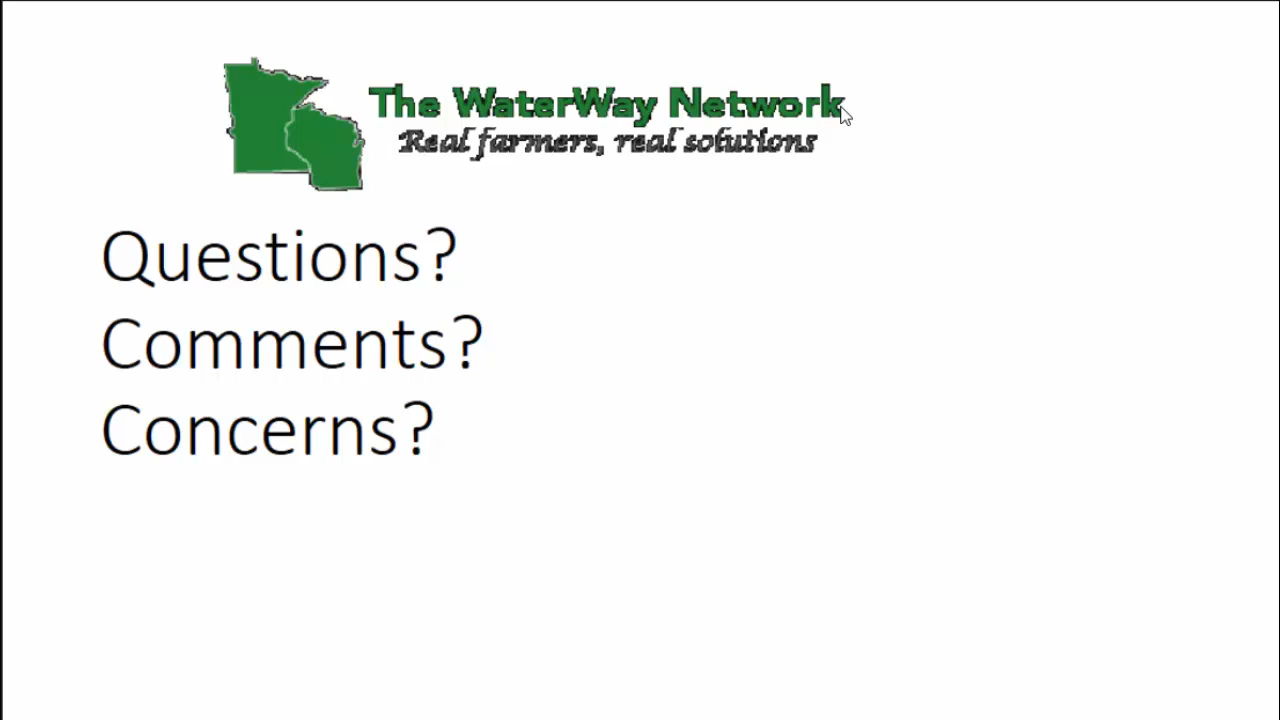 The WaterWay Network
Real farmers, real solutions
Questions?
Comments?
Concerns?